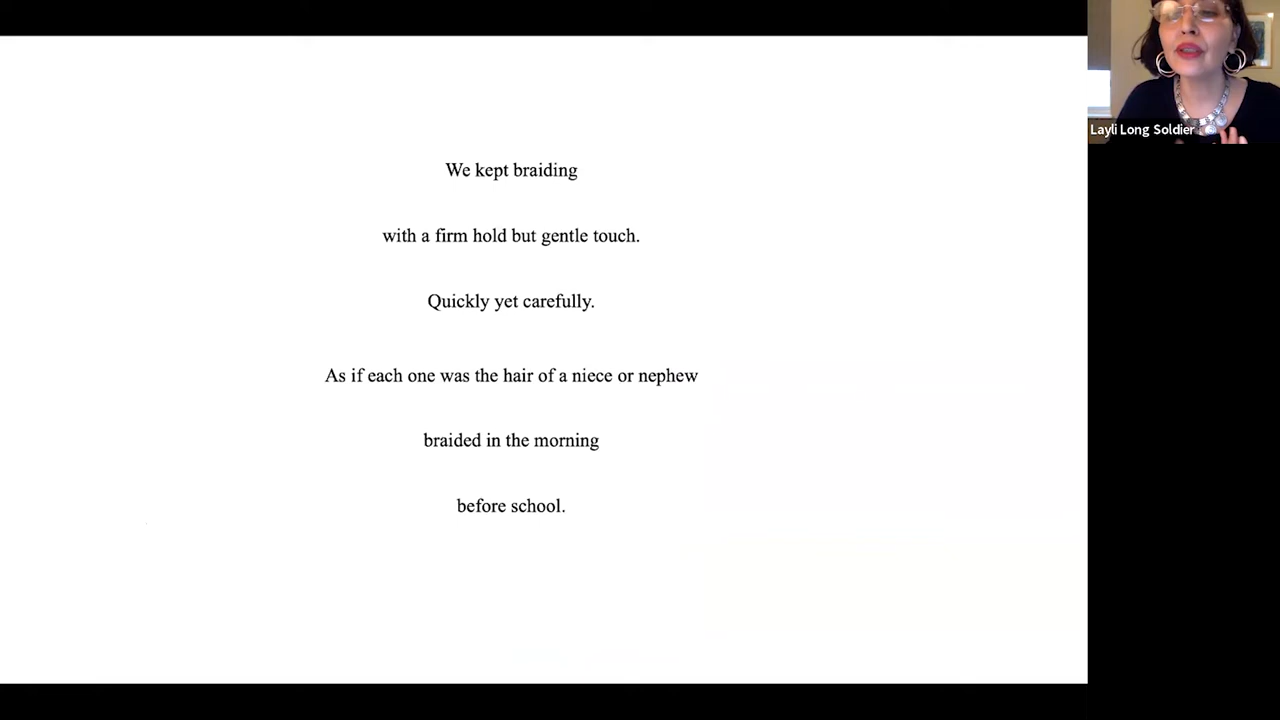 We kept braiding
with a firm hold but gentle touch.
Quickly yet carefully.
As if each one was the hair of a niece or nephew
braided in the morning
before school.
Layli Long Soldier